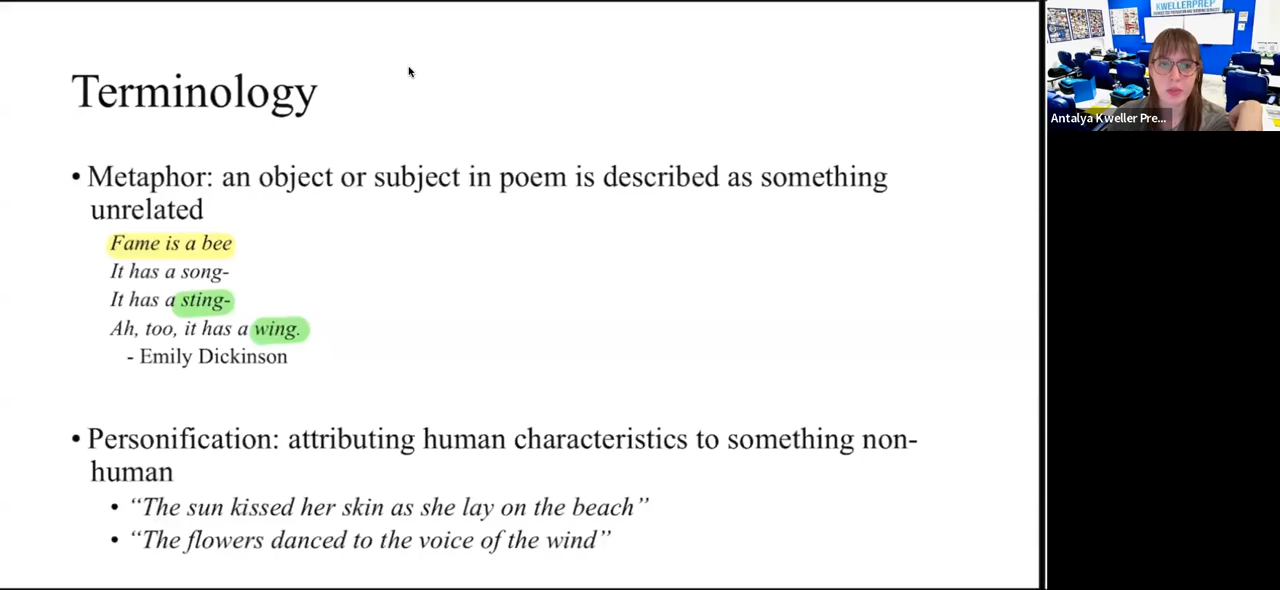 Terminology
• Metaphor: an object or subject in poem is described as something
unrelated
Fame is a bee
It has a song-
It has a sting-
Ah, too, it has a wing.
- Emily Dickinson
• Personification: attributing human characteristics to something non-
human
• “The sun kissed her skin as she lay on the beach”
• “The flowers danced to the voice of the wind”
KWELLERPREP
Antalya Kweller Pre...